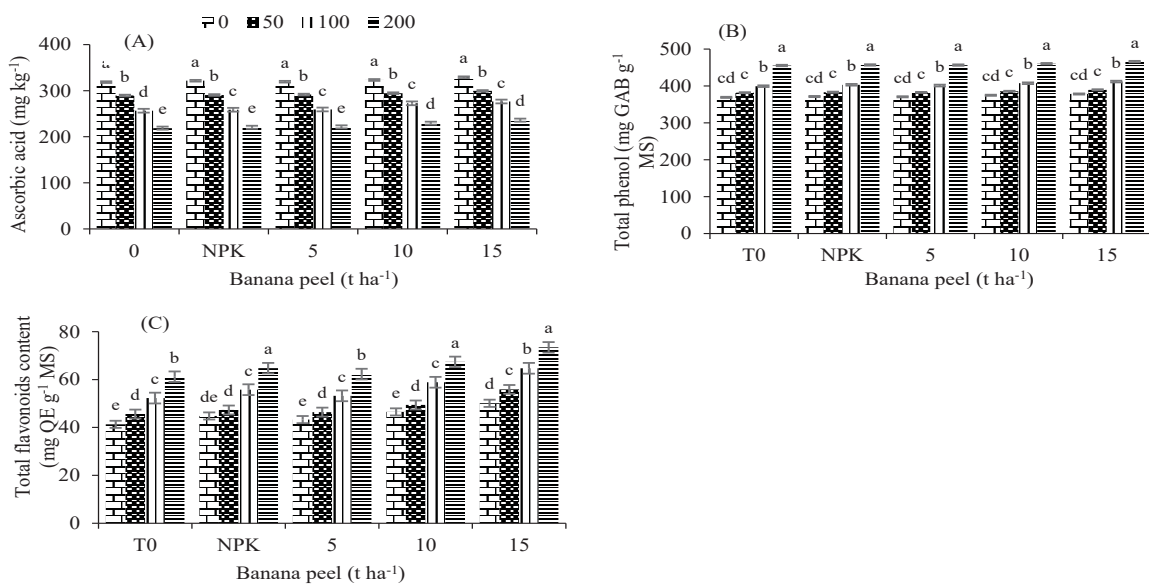 0 50 100 200
(A)
400
300
200
100
0
Ascorbic acid (mg kg-1)
a b d e a b c e a b c e a b c d a b c d
0 NPK 5 10 15
Banana peel (t ha-1)
(B)
500
400
300
200
100
0
Total phenol (mg GAB g-1
MS)
cd c b a cd c b a cd c b a cd c b a cd c b a
T0 NPK 5 10 15
Banana peel (t ha-1)
(C)
80
60
40
20
0
Total flavonoids content
(mg QE g-1 MS)
e d c b de d c a e d c b e d c a d c b a
T0 NPK 5 10 15
Banana peel (t ha-1)